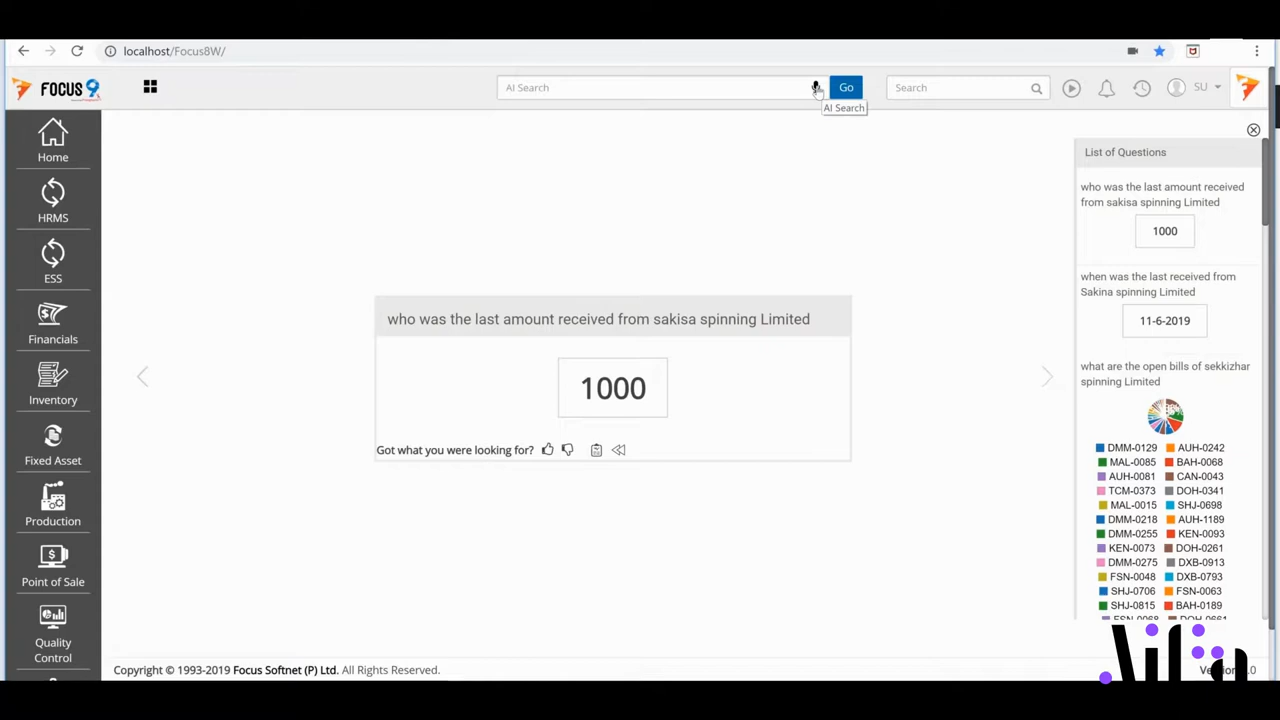 localhost/Focus8W/
FOCUS 9
AI Search
Go
Search
SU
AI Search
Home
HRMS
ESS
Financials
Inventory
Fixed Asset
Production
Point of Sale
Quality
Control
who was the last amount received from sakisa spinning Limited
1000
Got what you were looking for?
List of Questions
who was the last amount received
from sakisa spinning Limited
1000
when was the last received from
Sakina spinning Limited
11-6-2019
what are the open bills of sekkizhar
spinning Limited
DMM-0129 AUH-0242
MAL-0085 BAH-0068
AUH-0081 CAN-0043
TCM-0373 DOH-0341
MAL-0015 SHJ-0698
DMM-0218 AUH-1189
DMM-0255 KEN-0093
KEN-0073 DOH-0261
DMM-0275 DXB-0913
FSN-0048 DXB-0793
SHJ-0706 FSN-0063
SHJ-0815 BAH-0189
FSN-0068 DOH-0661
Copyright © 1993-2019 Focus Softnet (P) Ltd. All Rights Reserved.